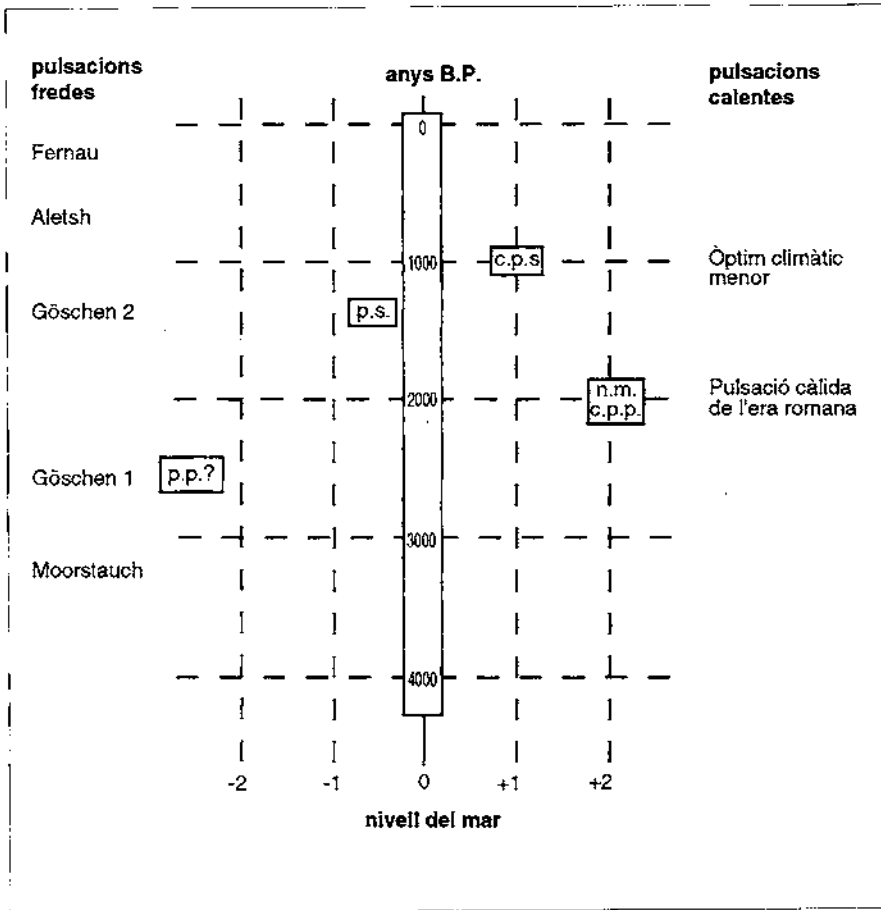 pulsacions
fredes
anys B.P.
pulsacions
calentes
0
Fernau
Aletsh
1000
c.p.s
Òptim climàtic
menor
Göschen 2
p.s.
2000
n.m.
c.p.p.
Pulsació càlida
de l'era romana
Göschen 1
p.p.?
3000
Moorstauch
4000
-2
-1
0
+1
+2
nivell del mar